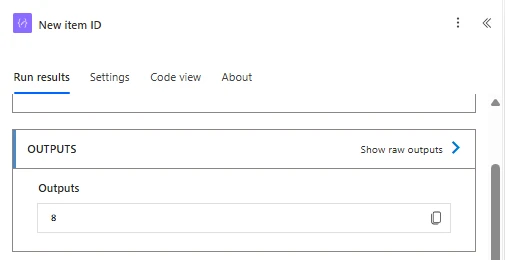 New item ID
Run results Settings Code view About
OUTPUTS Show raw outputs
Outputs
8